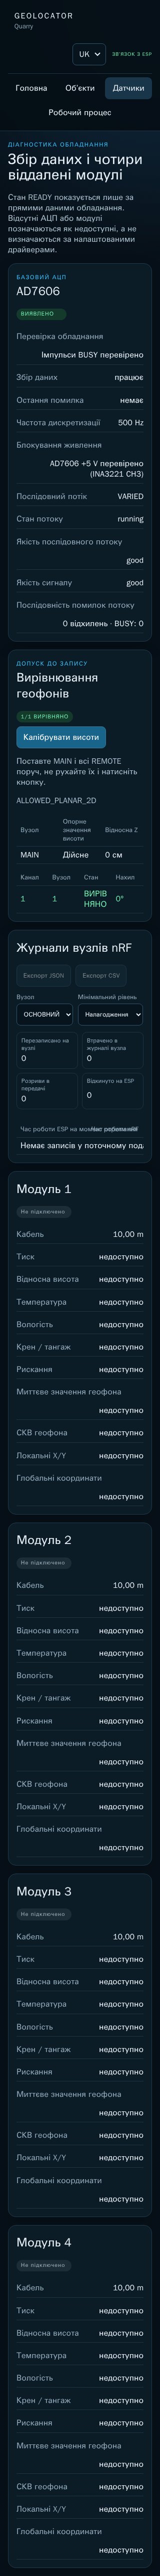 GEOLOCATOR
Quarry
UK
ЗВ'ЯЗОК З ESP
Головна
Об'єкти
Датчики
Робочий процес
ДІАГНОСТИКА ОБЛАДНАННЯ
Збір даних і чотири
віддалені модулі
Стан READY показується лише за
прямими даними обладнання.
Відсутні АЦП або модулі
позначаються як недоступні, а не
визначаються за налаштованими
драйверами.
БАЗОВИЙ АЦП
AD7606
ВИЯВЛЕНО
Перевірка обладнання
Імпульси BUSY перевірено
Збір даних працює
Остання помилка немає
Частота дискретизації 500 Hz
Блокування живлення
AD7606 +5 V перевірено
(INA3221 CH3)
Послідовний потік VARIED
Стан потоку running
Якість послідовного потоку
good
Якість сигналу good
Послідовність помилок потоку
0 відхилень · BUSY: 0
ДОПУСК ДО ЗАПИСУ
Вирівнювання
геофонів
1/1 ВИРІВНЯНО
Калібрувати висоти
Поставте MAIN і всі REMOTE
поруч, не рухайте їх і натисніть
кнопку.
ALLOWED_PLANAR_2D
Вузол Опорне значення висоти Відносна Z
MAIN Дійсне 0 см
Канал Вузол Стан Нахил
1 1 ВИРІВ
НЯНО 0°
Журнали вузлів nRF
Експорт JSON Експорт CSV
Вузол Мінімальний рівень
ОСНОВНИЙ Налагодження
Перезаписано на
вузлі
0
Втрачено в
журналі вузла
0
Розриви в
передачі
0
Відкинуто на ESP
0
Час роботи ESP на мо
Немає записів у поточному
Модуль 1
Не підключено
Кабель 10,00 m
Тиск недоступно
Відносна висота недоступно
Температура недоступно
Вологість недоступно
Крен / тангаж недоступно
Рискання недоступно
Миттєве значення геофона
недоступно
СКВ геофона недоступно
Локальні X/Y недоступно
Глобальні координати
недоступно
Модуль 2
Не підключено
Кабель 10,00 m
Тиск недоступно
Відносна висота недоступно
Температура недоступно
Вологість недоступно
Крен / тангаж недоступно
Рискання недоступно
Миттєве значення геофона
недоступно
СКВ геофона недоступно
Локальні X/Y недоступно
Глобальні координати
недоступно
Модуль 3
Не підключено
Кабель 10,00 m
Тиск недоступно
Відносна висота недоступно
Температура недоступно
Вологість недоступно
Крен / тангаж недоступно
Рискання недоступно
Миттєве значення геофона
недоступно
СКВ геофона недоступно
Локальні X/Y недоступно
Глобальні координати
недоступно
Модуль 4
Не підключено
Кабель 10,00 m
Тиск недоступно
Відносна висота недоступно
Температура недоступно
Вологість недоступно
Крен / тангаж недоступно
Рискання недоступно
Миттєве значення геофона
недоступно
СКВ геофона недоступно
Локальні X/Y недоступно
Глобальні координати
недоступно